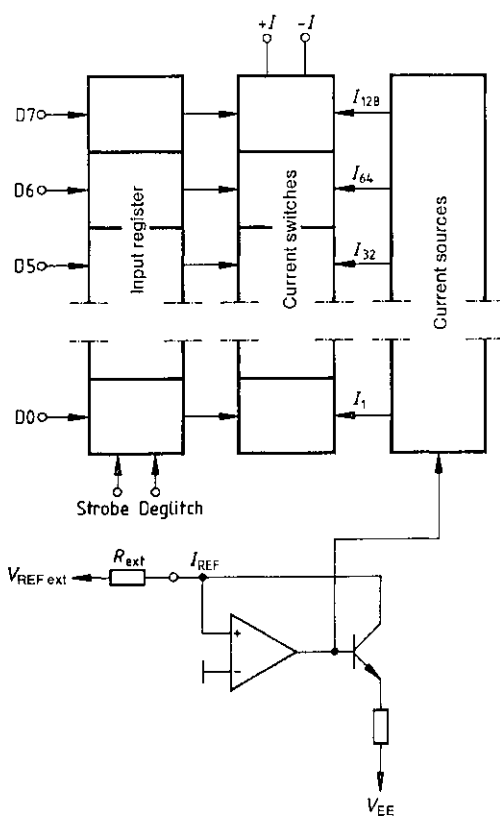 +I -I
D7 I128
D6 I64
Input register
Current switches
Current sources
D5 I32
D0 I1
Strobe Deglitch
Rext IREF
VREF ext
+
-
VEE